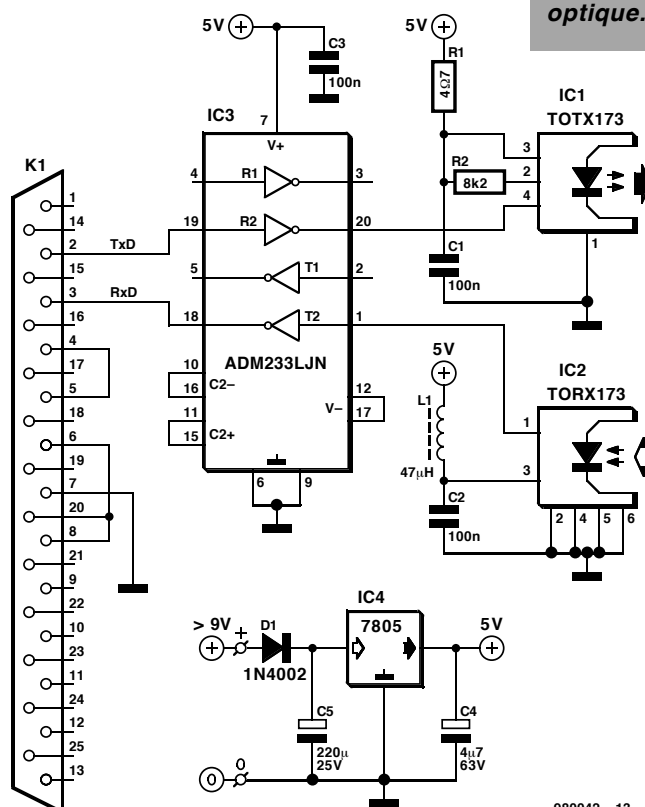 optique.
5V
C3
100n
5V
R1
4Ω7
IC1
TOTX173
R2
8k2
3
2
4
1
C1
100n
IC3
7
V+
4
R1
3
19
R2
20
5
T1
2
18
T2
1
ADM233LJN
10
C2–
16
11
C2+
15
12
V–
17
6
9
K1
1
14
2
TxD
15
3
RxD
16
4
17
5
18
6
19
7
20
8
21
9
22
10
23
11
24
12
25
13
5V
L1
47µH
C2
100n
IC2
TORX173
1
3
2
4
5
6
> 9V
+
D1
1N4002
IC4
7805
5V
C5
220µ
25V
C4
4µ7
63V
0
0